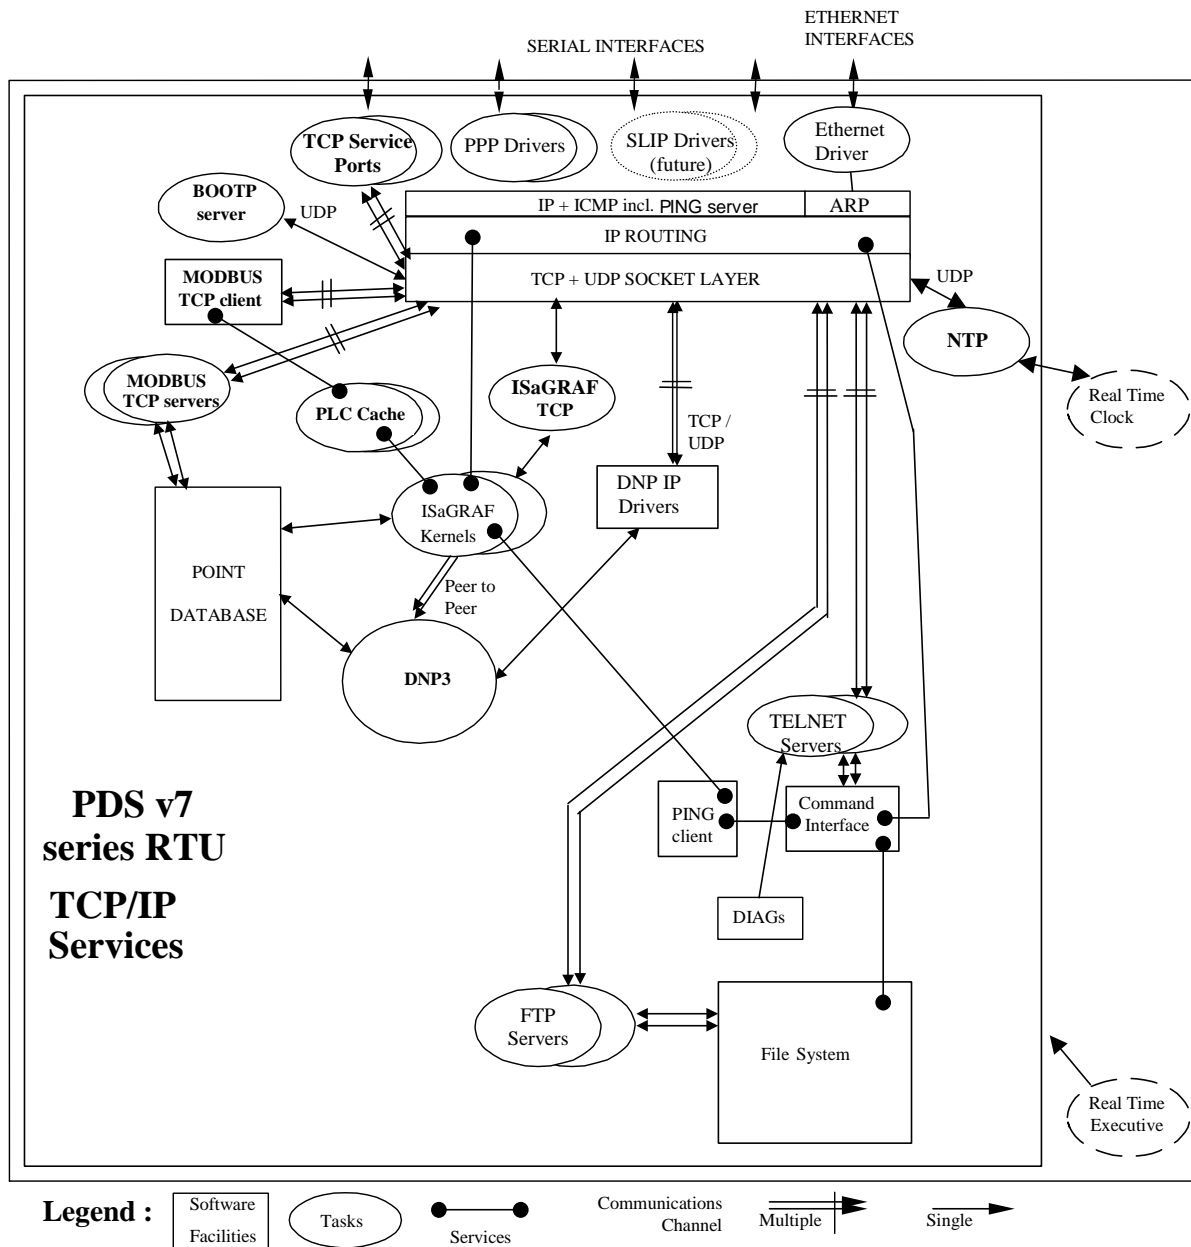 ETHERNET
INTERFACES
SERIAL INTERFACES
TCP Service
Ports
PPP Drivers
SLIP Drivers
(future)
Ethernet
Driver
BOOTP
server
UDP
IP + ICMP incl. PING server
ARP
IP ROUTING
TCP + UDP SOCKET LAYER
MODBUS
TCP client
UDP
NTP
MODBUS
TCP servers
PLC Cache
ISaGRAF
TCP
Real Time
Clock
TCP /
UDP
ISaGRAF
Kernels
DNP IP
Drivers
POINT
DATABASE
Peer to
Peer
DNP3
TELNET
Servers
PDS v7
series RTU
TCP/IP
Services
PING
client
Command
Interface
DIAGs
FTP
Servers
File System
Real Time
Executive
Legend :
Software
Facilities
Tasks
Services
Communications
Channel
Multiple
Single